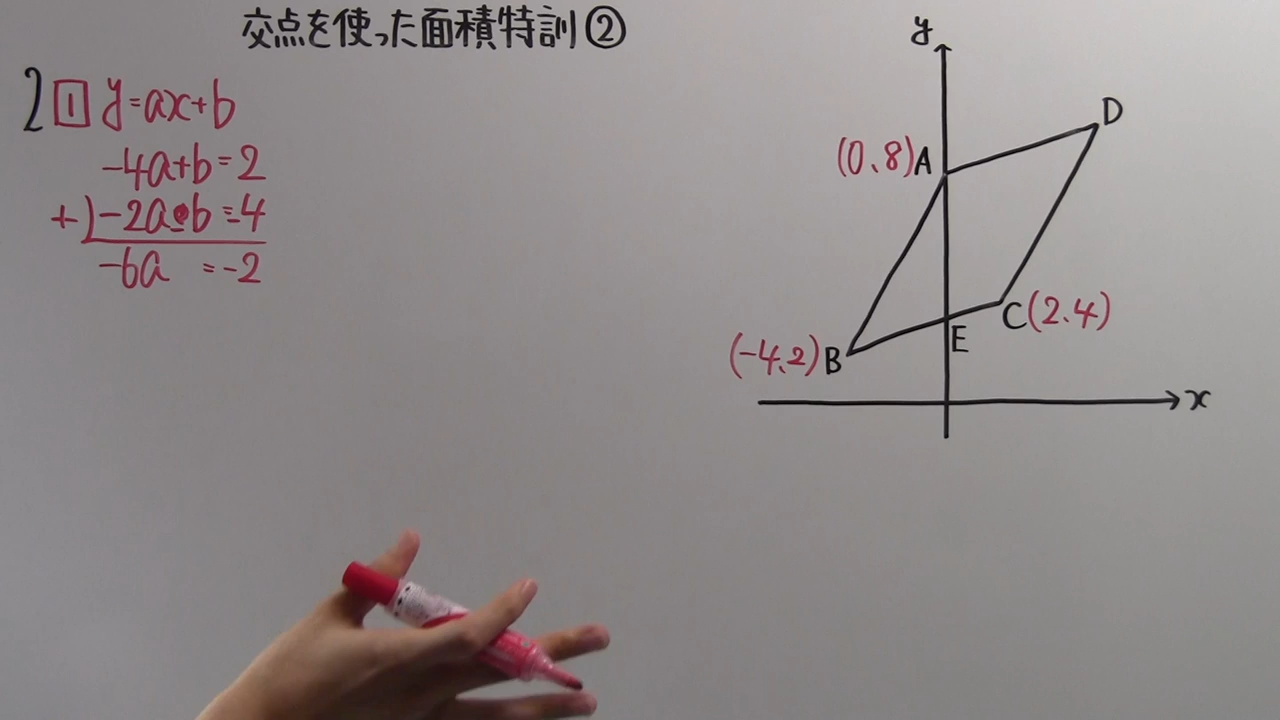 交点を使った面積特訓②
2 1 y=ax+b
-4a+b=2
+)-2a-b=-4
-6a =-2
y
D
(0、8)A
C(2、4)
E
(-4、2)B
x